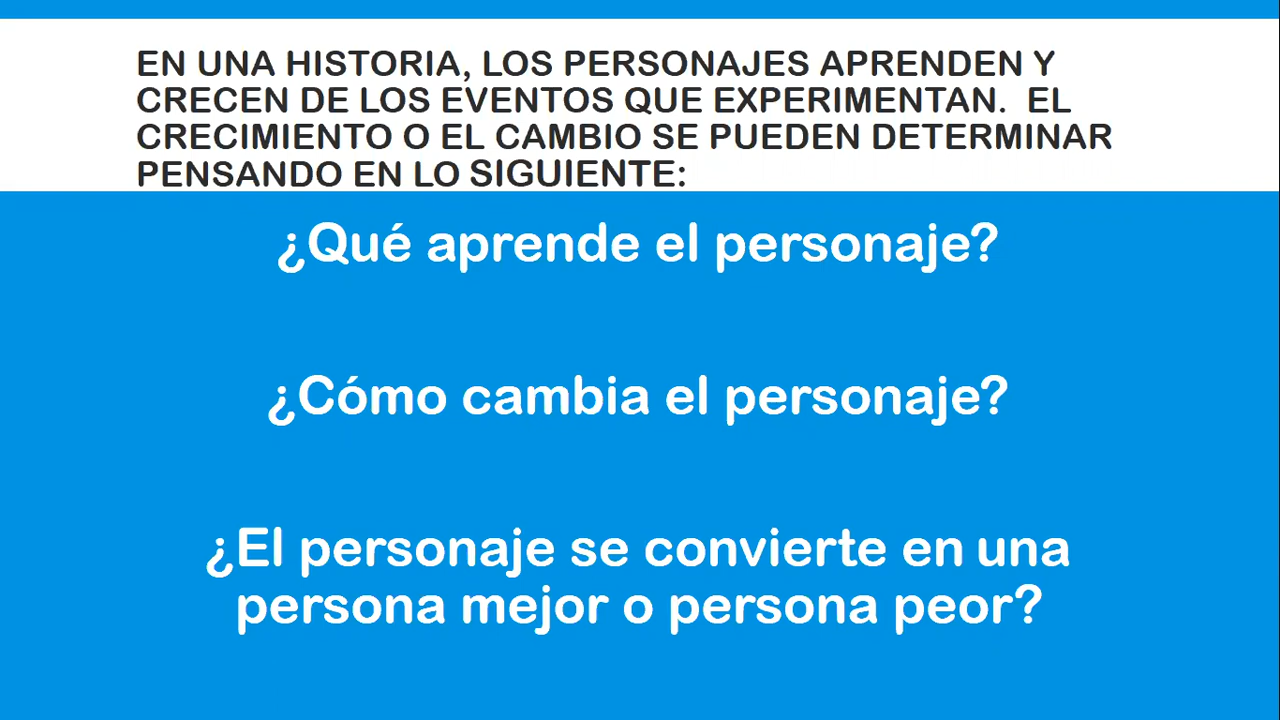 EN UNA HISTORIA, LOS PERSONAJES APRENDEN Y
CRECEN DE LOS EVENTOS QUE EXPERIMENTAN.  EL
CRECIMIENTO O EL CAMBIO SE PUEDEN DETERMINAR
PENSANDO EN LO SIGUIENTE:
¿Qué aprende el personaje?
¿Cómo cambia el personaje?
¿El personaje se convierte en una
persona mejor o persona peor?